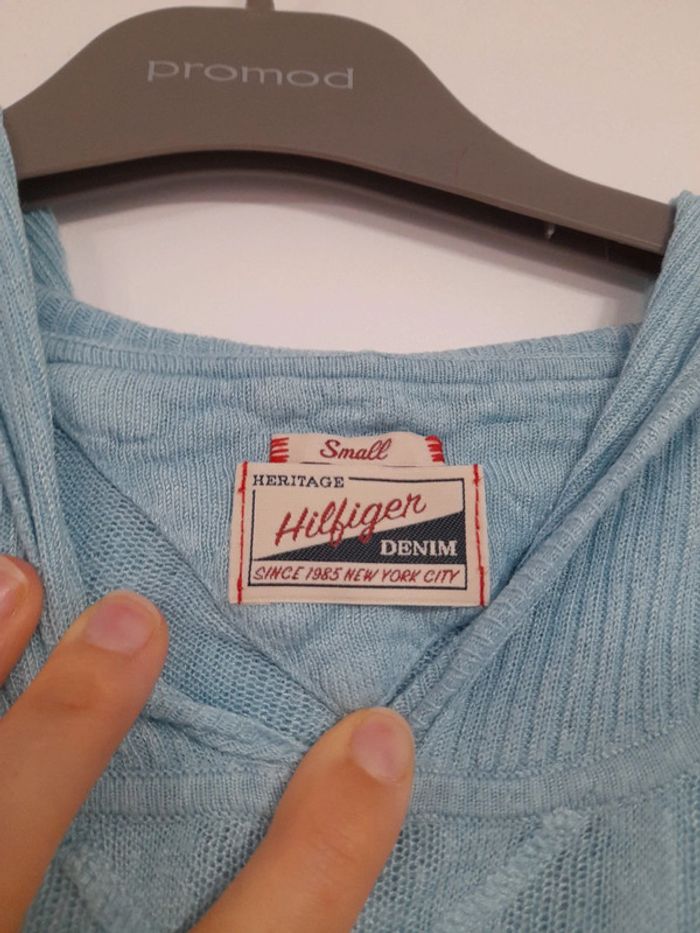 promod
Small
HERITAGE
Hilfiger
DENIM
SINCE 1985 NEW YORK CITY